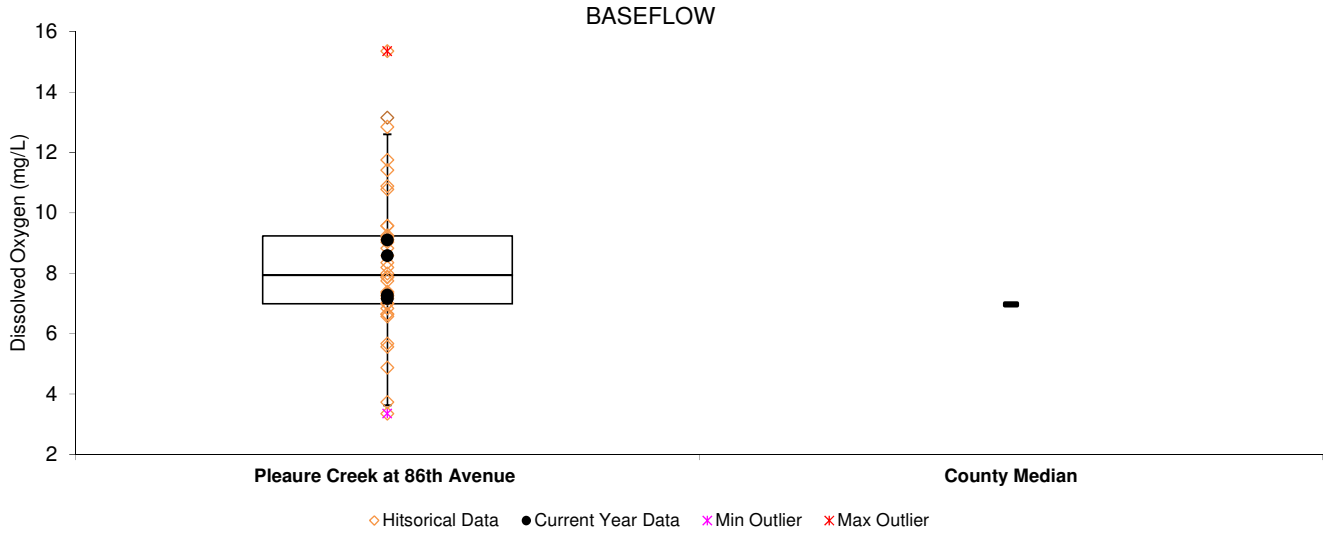 BASEFLOW
16
14
12
10
8
6
4
2
Dissolved Oxygen (mg/L)
Pleaure Creek at 86th Avenue County Median
Hitsorical Data Current Year Data Min Outlier Max Outlier